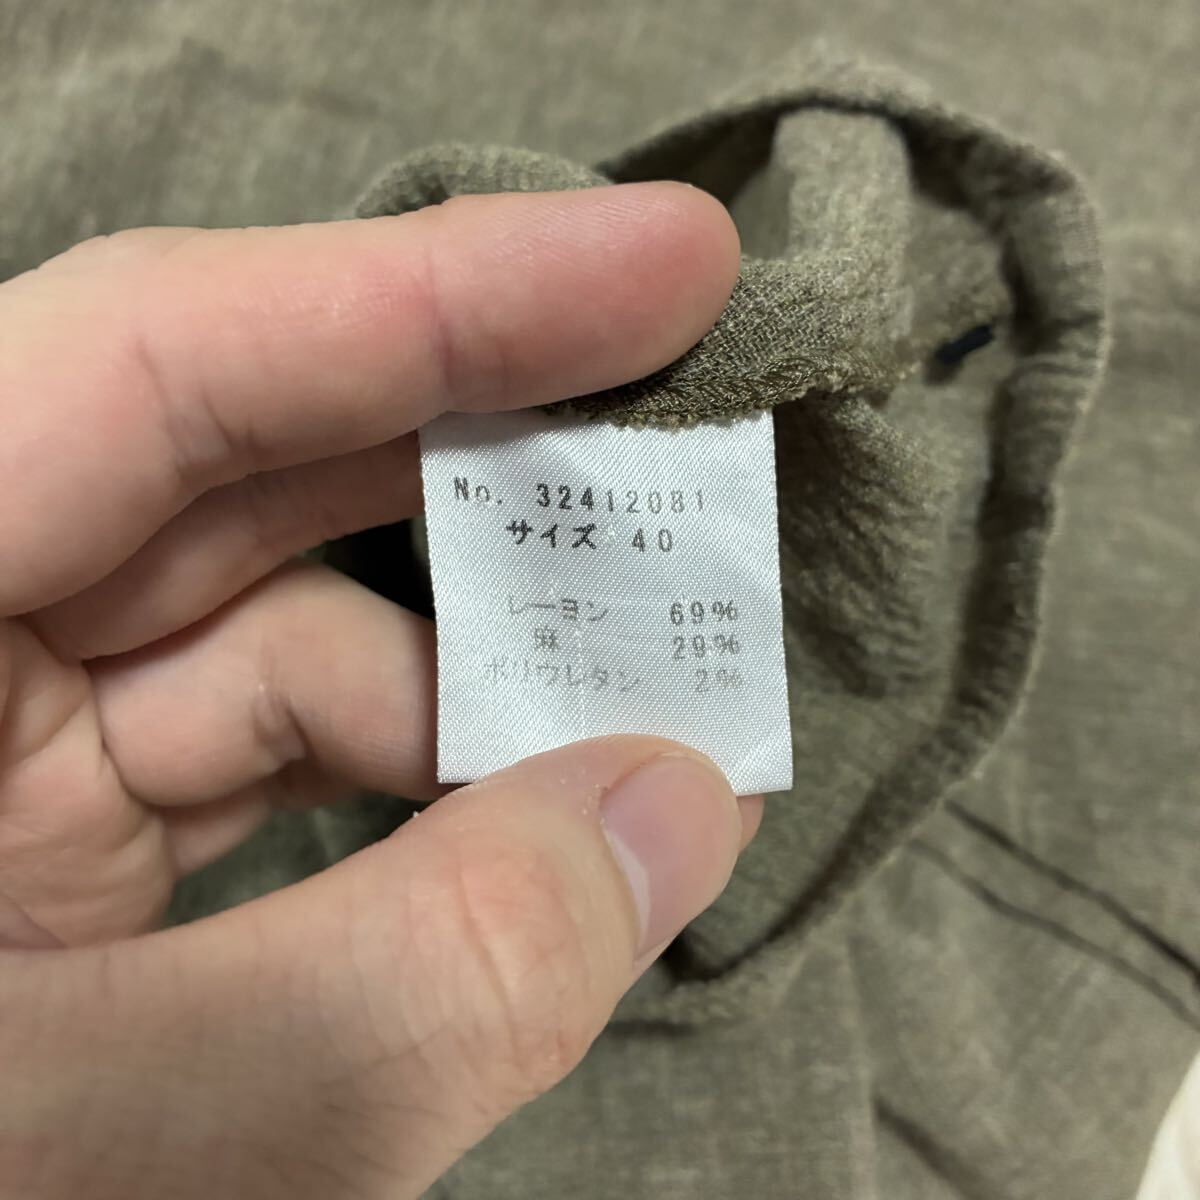 No. 32412081
サイズ 40
レーヨン 69%
麻 29%
ポリウレタン 2%